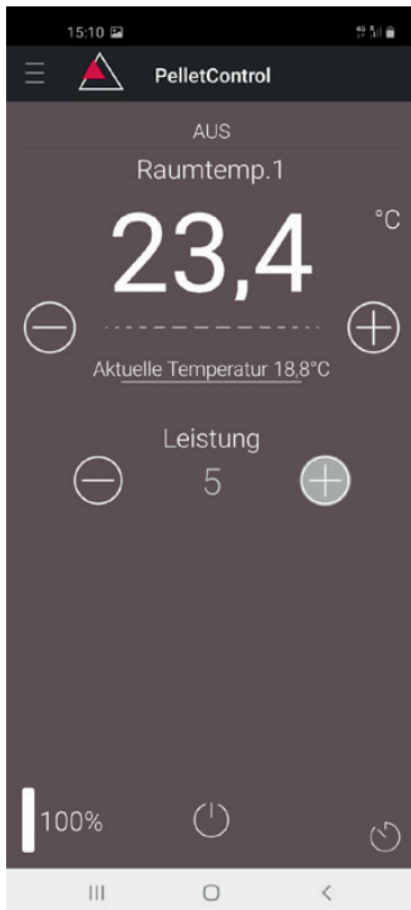 15:10
PelletControl
AUS
Raumtemp.1
23,4 °C
Aktuelle Temperatur 18,8°C
Leistung
5
100%